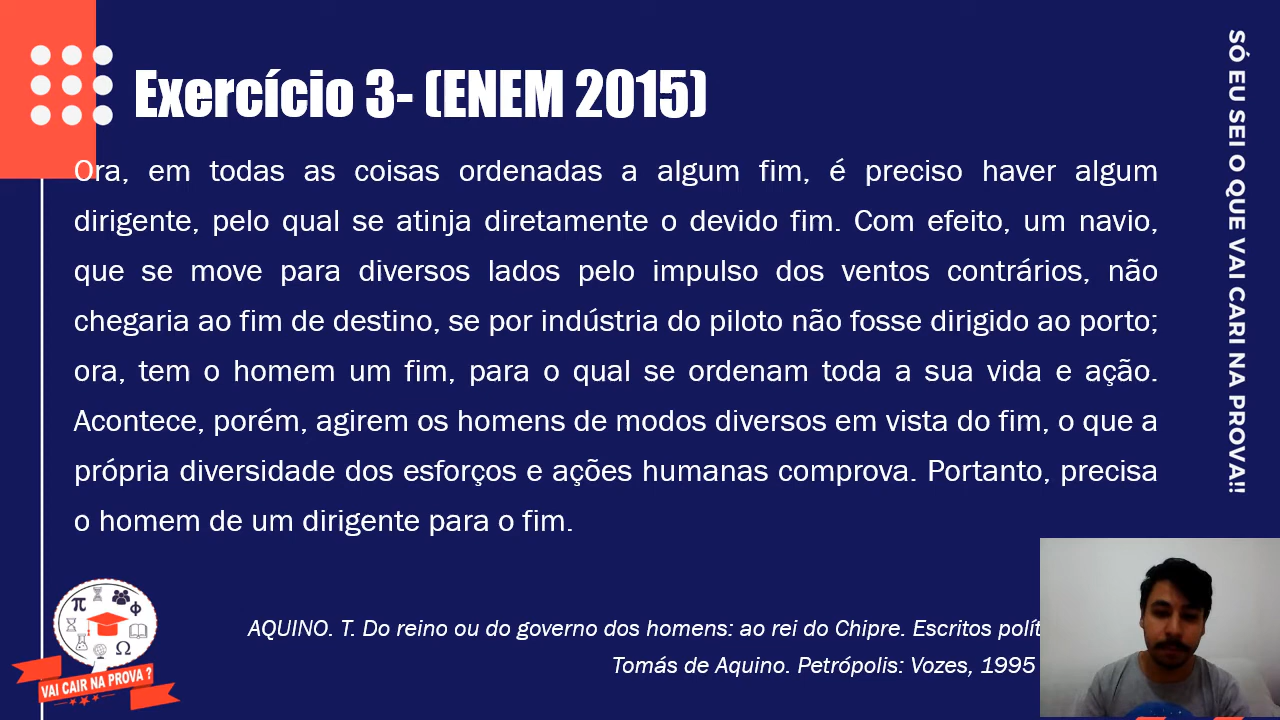 Exercício 3- (ENEM 2015)
Ora, em todas as coisas ordenadas a algum fim, é preciso haver algum
dirigente, pelo qual se atinja diretamente o devido fim. Com efeito, um navio,
que se move para diversos lados pelo impulso dos ventos contrários, não
chegaria ao fim de destino, se por indústria do piloto não fosse dirigido ao porto;
ora, tem o homem um fim, para o qual se ordenam toda a sua vida e ação.
Acontece, porém, agirem os homens de modos diversos em vista do fim, o que a
própria diversidade dos esforços e ações humanas comprova. Portanto, precisa
o homem de um dirigente para o fim.
AQUINO. T. Do reino ou do governo dos homens: ao rei do Chipre. Escritos
Tomás de Aquino. Petrópolis: Vozes, 1995
SÓ EU SEI O QUE VAI CARI NA PROVA!!
π Φ Ω
VAI CAIR NA PROVA ?